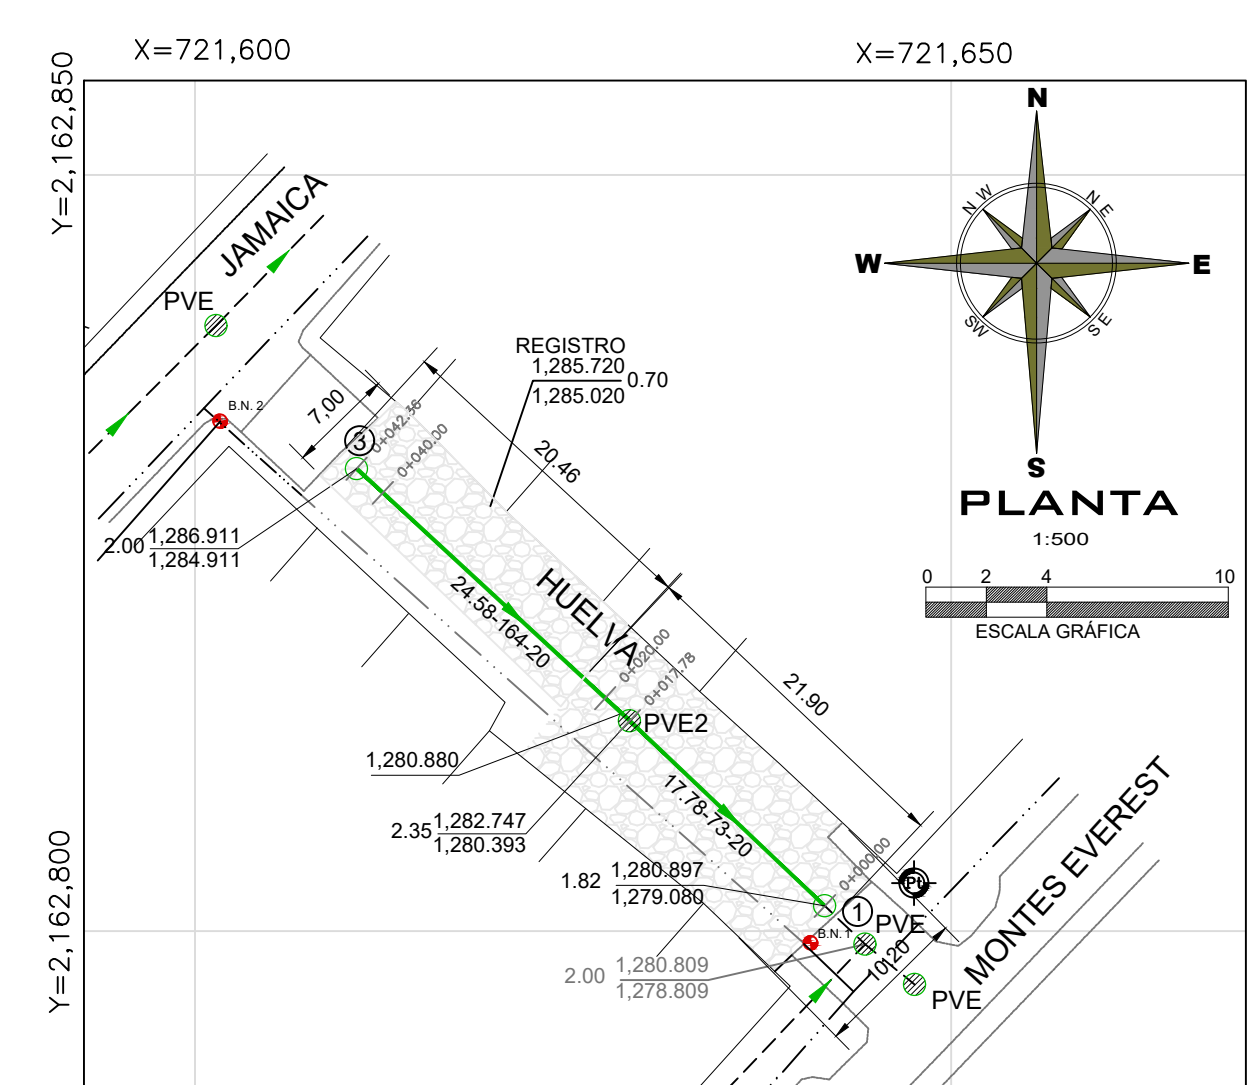 X=721,600
X=721,650
Y=2,162,850
N
N W
N E
W
E
SW
S E
S
JAMAICA
PVE
REGISTRO
1,285.720
0.70
1,285.020
B.N. 2
7,00
3
0+042.36
0+040.00
20.46
PLANTA
1:500
0 2 4 10
ESCALA GRÁFICA
2.00
1,286.911
1,284.911
HUELVA
24.58-164-20
0+020.00
0+017.78
21.90
PVE2
1,280.880
MONTES EVEREST
17.78-73-20
2.35
1,282.747
1,280.393
Y=2,162,800
0+000.00
1.82
1,280.897
1,279.080
Pt
1
PVE
B.N. 1
10,20
2.00
1,280.809
1,278.809
PVE